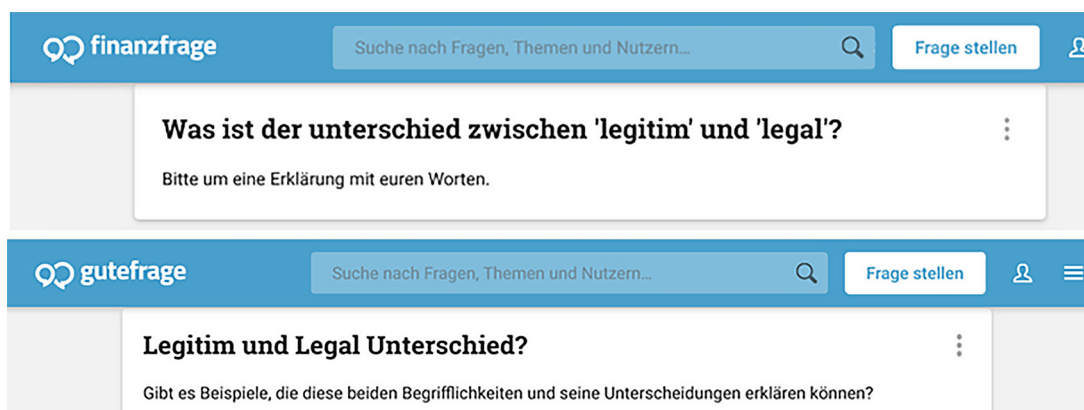 finanzfrage
Suche nach Fragen, Themen und Nutzern...
Frage stellen
Was ist der unterschied zwischen 'legitim' und 'legal'?
Bitte um eine Erklärung mit euren Worten.
gutefrage
Suche nach Fragen, Themen und Nutzern...
Frage stellen
Legitim und Legal Unterschied?
Gibt es Beispiele, die diese beiden Begrifflichkeiten und seine Unterscheidungen erklären können?